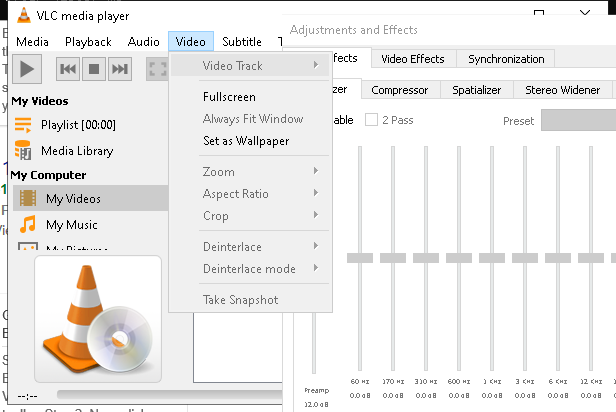 VLC media player
Media Playback Audio Video Subtitle T
My Videos
Playlist [00:00]
Media Library
My Computer
My Videos
My Music
My Pictures
--:--
Video Track
Fullscreen
Always Fit Window
Set as Wallpaper
Zoom
Aspect Ratio
Crop
Deinterlace
Deinterlace mode
Take Snapshot
Adjustments and Effects
fects Video Effects Synchronization
zer Compressor Spatializer Stereo Widener
able 2 Pass Preset
60 Hz 170 Hz 310 Hz 600 Hz 1 KHz 3 KHz 6 KHz 12 KHz
Preamp 0.0 dB 0.0 dB 0.0 dB 0.0 dB 0.0 dB 0.0 dB 0.0 dB 0.0 dB
12.0 dB